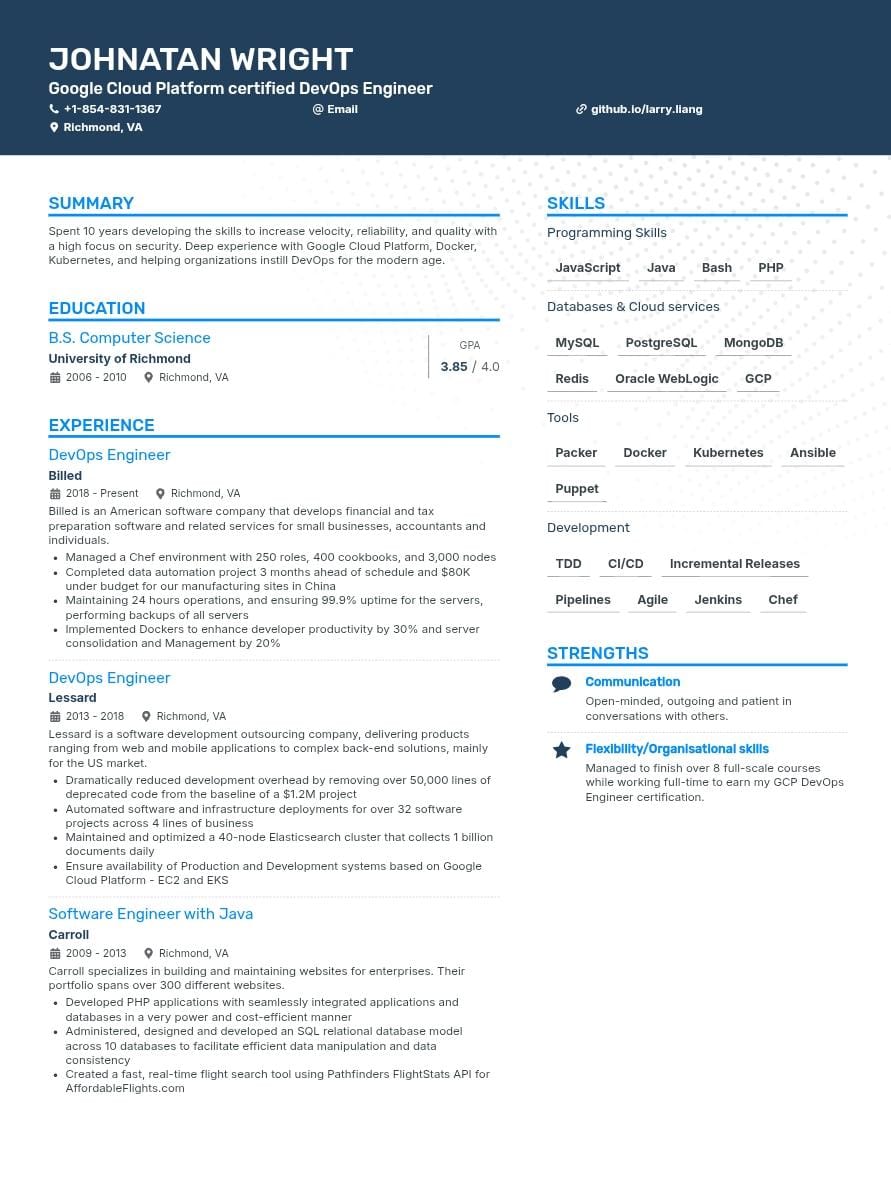 JOHNATAN WRIGHT
Google Cloud Platform certified DevOps Engineer
+1-854-831-1367
@ Email
github.io/larry.liang
Richmond, VA
SUMMARY
Spent 10 years developing the skills to increase velocity, reliability, and quality with
a high focus on security. Deep experience with Google Cloud Platform, Docker,
Kubernetes, and helping organizations instill DevOps for the modern age.
EDUCATION
B.S. Computer Science
University of Richmond
2006 - 2010 Richmond, VA
GPA
3.85 / 4.0
EXPERIENCE
DevOps Engineer
Billed
2018 - Present Richmond, VA
Billed is an American software company that develops financial and tax
preparation software and related services for small businesses, accountants and
individuals.
• Managed a Chef environment with 250 roles, 400 cookbooks, and 3,000 nodes
• Completed data automation project 3 months ahead of schedule and $80K
under budget for our manufacturing sites in China
• Maintaining 24 hours operations, and ensuring 99.9% uptime for the servers,
performing backups of all servers
• Implemented Dockers to enhance developer productivity by 30% and server
consolidation and Management by 20%
DevOps Engineer
Lessard
2013 - 2018 Richmond, VA
Lessard is a software development outsourcing company, delivering products
ranging from web and mobile applications to complex back-end solutions, mainly
for the US market.
• Dramatically reduced development overhead by removing over 50,000 lines of
deprecated code from the baseline of a $1.2M project
• Automated software and infrastructure deployments for over 32 software
projects across 4 lines of business
• Maintained and optimized a 40-node Elasticsearch cluster that collects 1 billion
documents daily
• Ensure availability of Production and Development systems based on Google
Cloud Platform - EC2 and EKS
Software Engineer with Java
Carroll
2009 - 2013 Richmond, VA
Carroll specializes in building and maintaining websites for enterprises. Their
portfolio spans over 300 different websites.
• Developed PHP applications with seamlessly integrated applications and
databases in a very power and cost-efficient manner
• Administered, designed and developed an SQL relational database model
across 10 databases to facilitate efficient data manipulation and data
consistency
• Created a fast, real-time flight search tool using Pathfinders FlightStats API for
AffordableFlights.com
SKILLS
Programming Skills
JavaScript Java Bash PHP
Databases & Cloud services
MySQL PostgreSQL MongoDB
Redis Oracle WebLogic GCP
Tools
Packer Docker Kubernetes Ansible
Puppet
Development
TDD CI/CD Incremental Releases
Pipelines Agile Jenkins Chef
STRENGTHS
Communication
Open-minded, outgoing and patient in
conversations with others.
Flexibility/Organisational skills
Managed to finish over 8 full-scale courses
while working full-time to earn my GCP DevOps
Engineer certification.